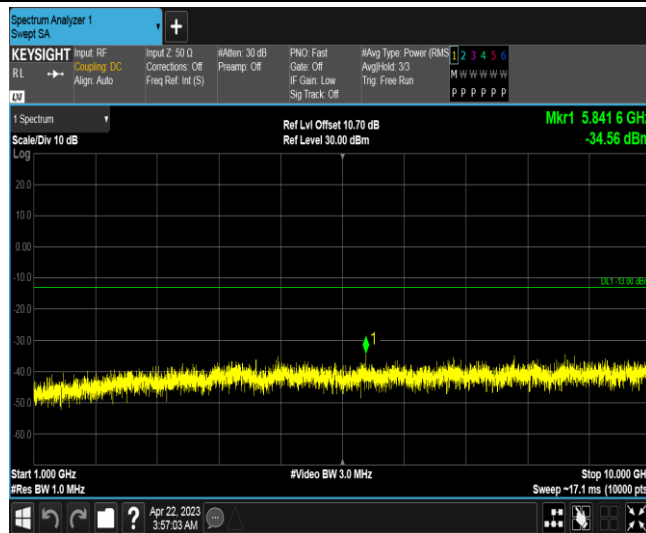 Spectrum Analyzer 1
Swept SA
+
KEYSIGHT
RL
LXI
Input: RF
Coupling: DC
Align: Auto
Input Z: 50 Ω
Corrections: Off
Freq Ref: Int (S)
#Atten: 30 dB
Preamp: Off
PNO: Fast
Gate: Off
IF Gain: Low
Sig Track: Off
#Avg Type: Power (RMS
Avg|Hold: 3/3
Trig: Free Run
1 2 3 4 5 6
M W W W W W
P P P P P P
1 Spectrum
Scale/Div 10 dB
Log
Ref Lvl Offset 10.70 dB
Ref Level 30.00 dBm
Mkr1 5.841 6 GHz
-34.56 dBm
20.0
10.0
0.00
-10.0
DL1 -13.00 dBm
-20.0
-30.0
1
-40.0
-50.0
-60.0
Start 1.000 GHz
#Video BW 3.0 MHz
Stop 10.000 GHz
#Res BW 1.0 MHz
Sweep ~17.1 ms (10000 pts
?
Apr 22, 2023
3:57:03 AM